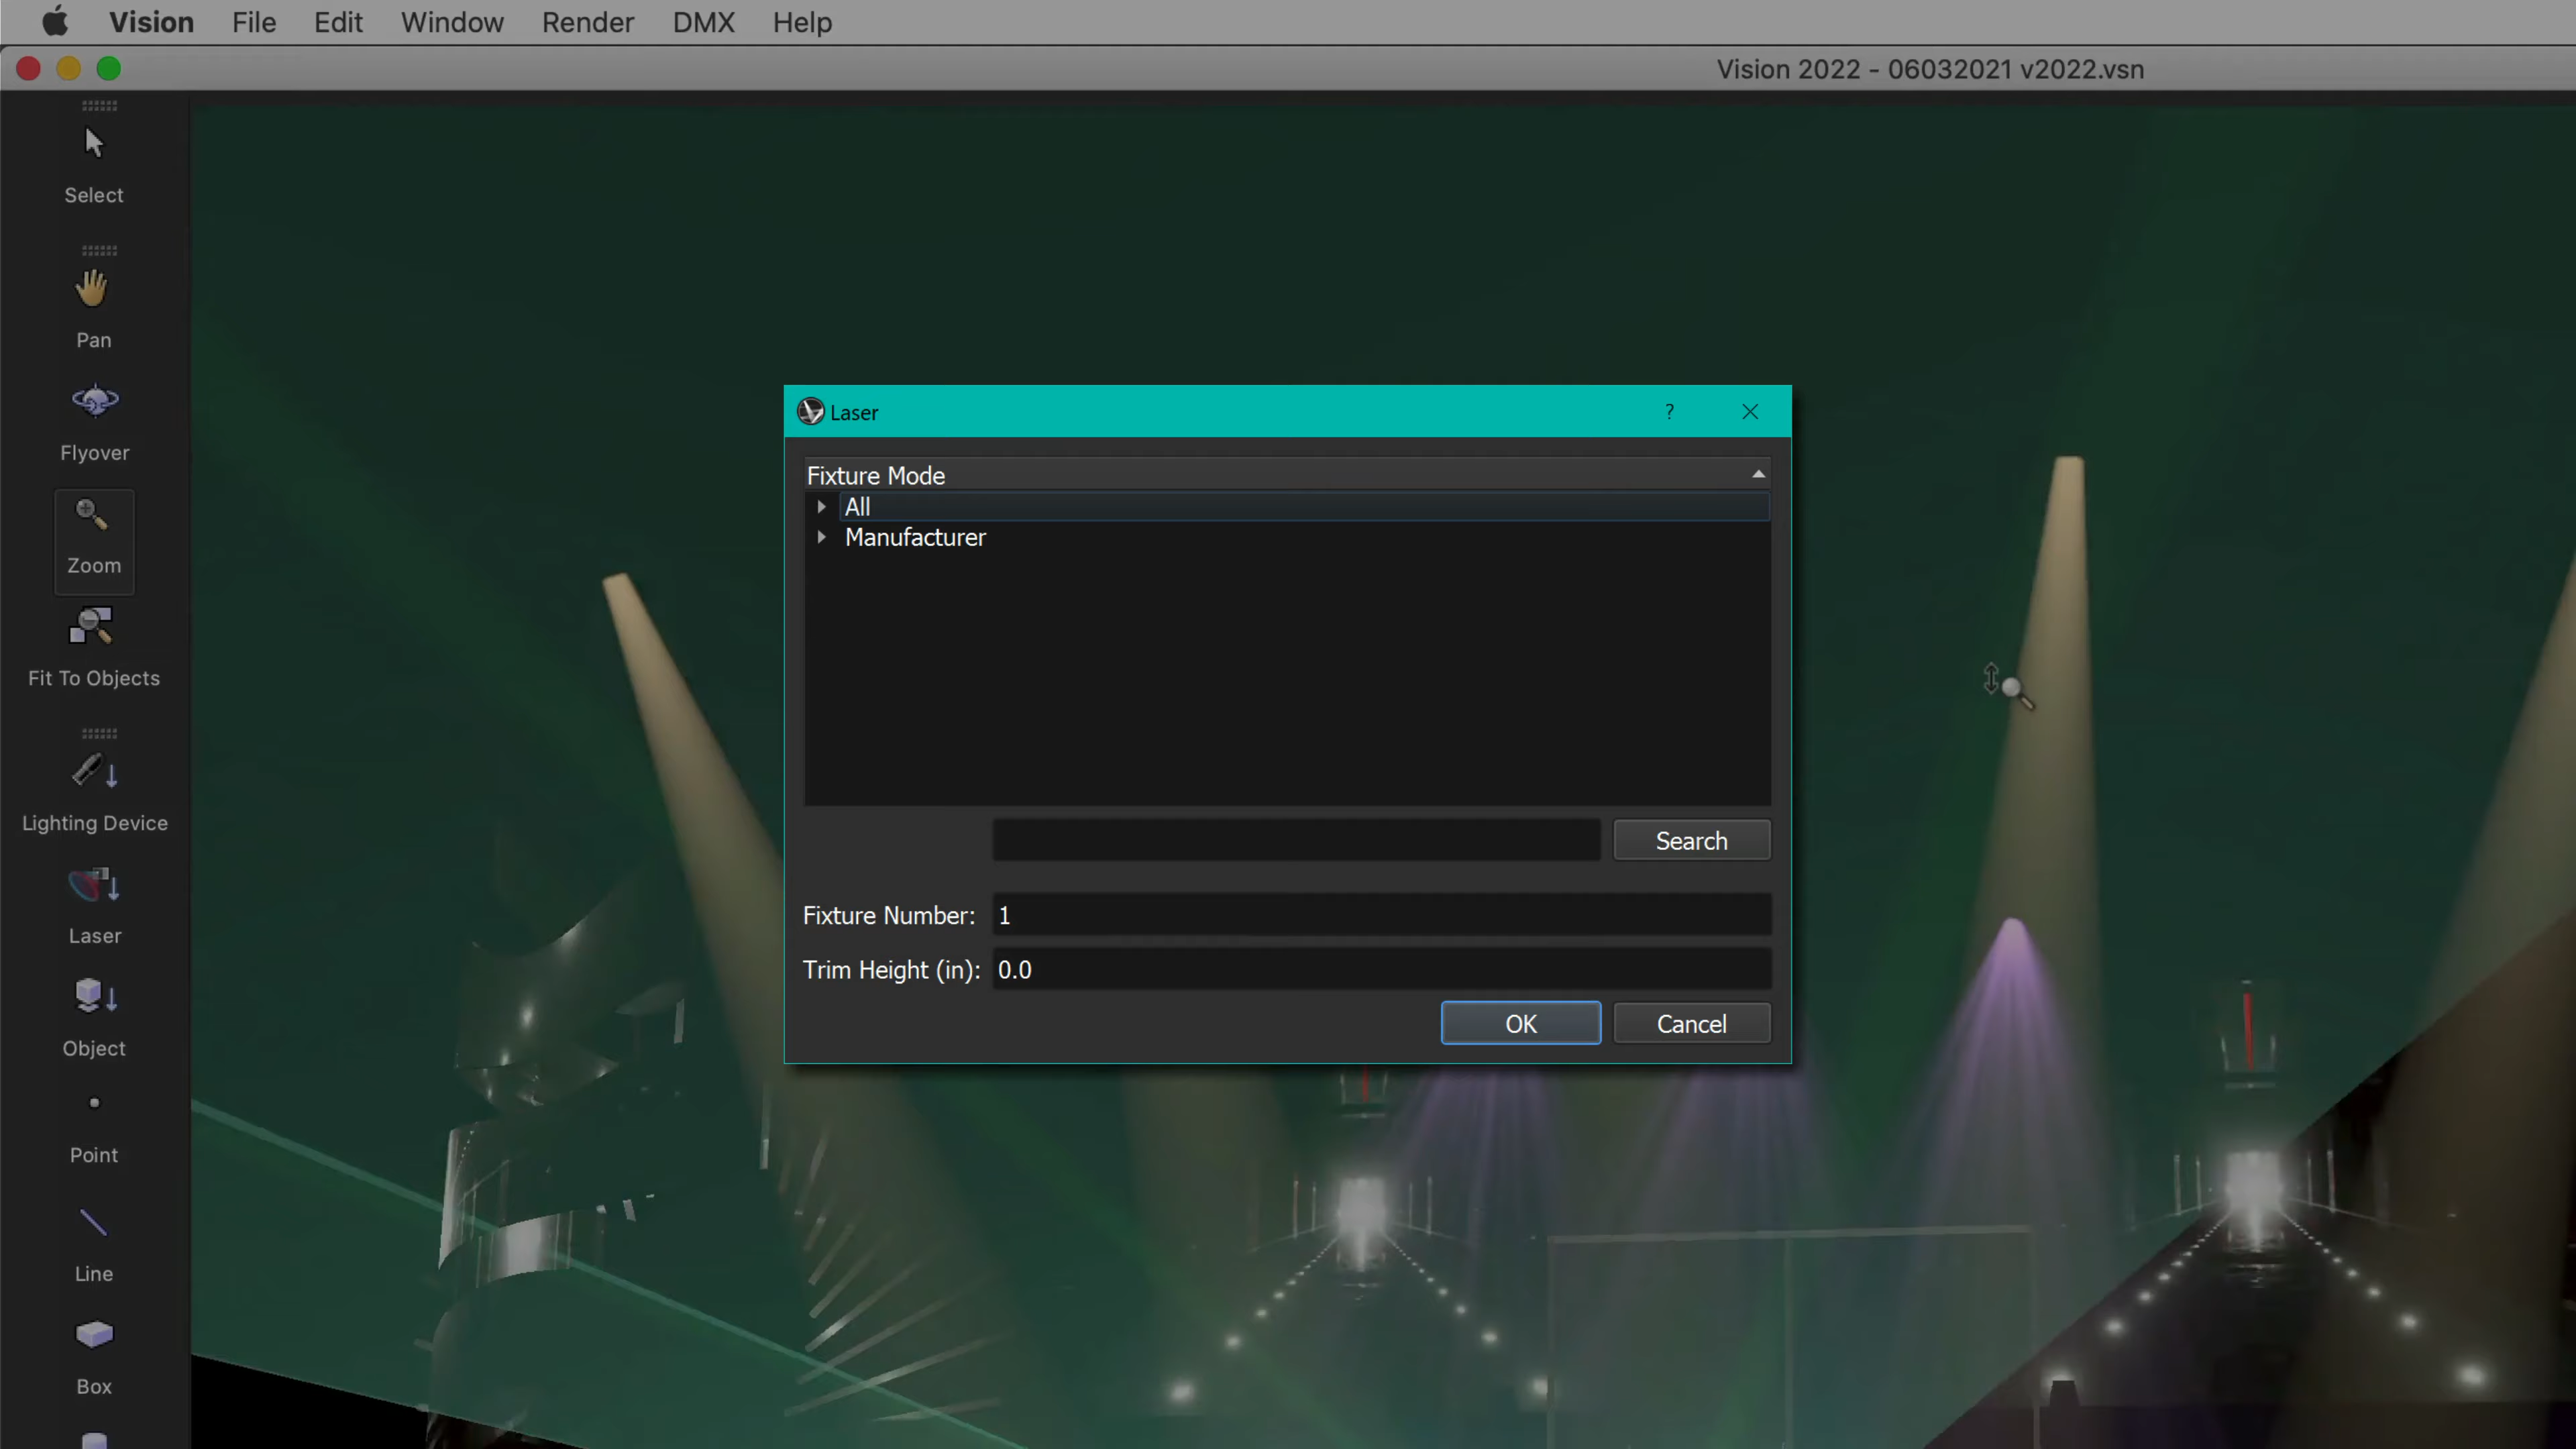 Vision File Edit Window Render DMX Help
Vision 2022 - 06032021 v2022.vsn
Select
Pan
Flyover
Zoom
Fit To Objects
Lighting Device
Laser
Object
Point
Line
Box
Laser ?
Fixture Mode
All
Manufacturer
Search
Fixture Number: 1
Trim Height (in): 0.0
OK Cancel